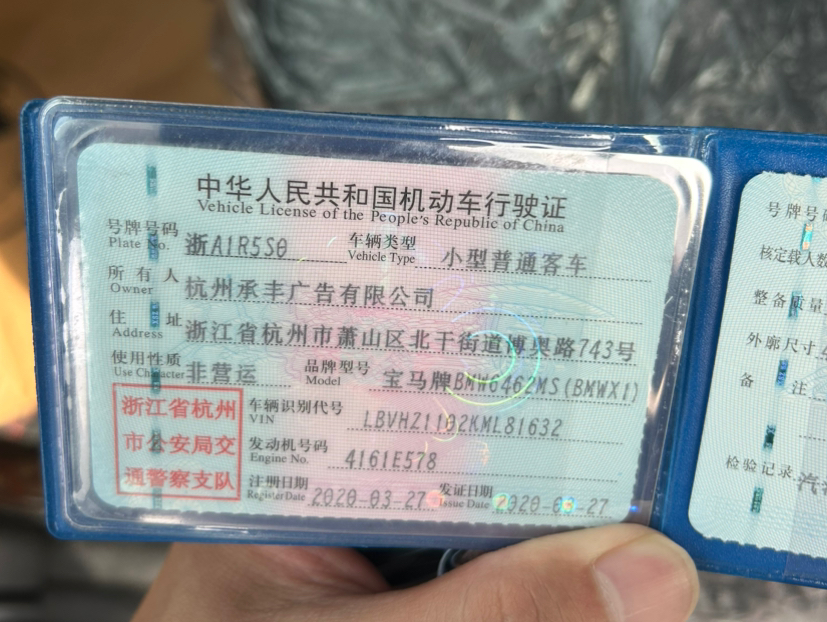 中华人民共和国机动车行驶证
Vehicle License of the People's Republic of China
号牌号码 浙A1R5S0 车辆类型 小型普通客车
Plate No. Vehicle Type
所有人 杭州承丰广告有限公司
Owner
住址 浙江省杭州市萧山区北干街道博奥路743号
Address
使用性质 非营运 品牌型号 宝马牌BMW6462MS(BMWX1)
Use Character Model
浙江省杭州
市公安局交
通警察支队
车辆识别代号 LBVHZ1102KML81632
VIN
发动机号码 4161E578
Engine No.
注册日期 2020-03-27 发证日期 2020-03-27
Register Date Issue Date
号牌号码
核定载人数
整备质量
外廓尺寸
备注
检验记录